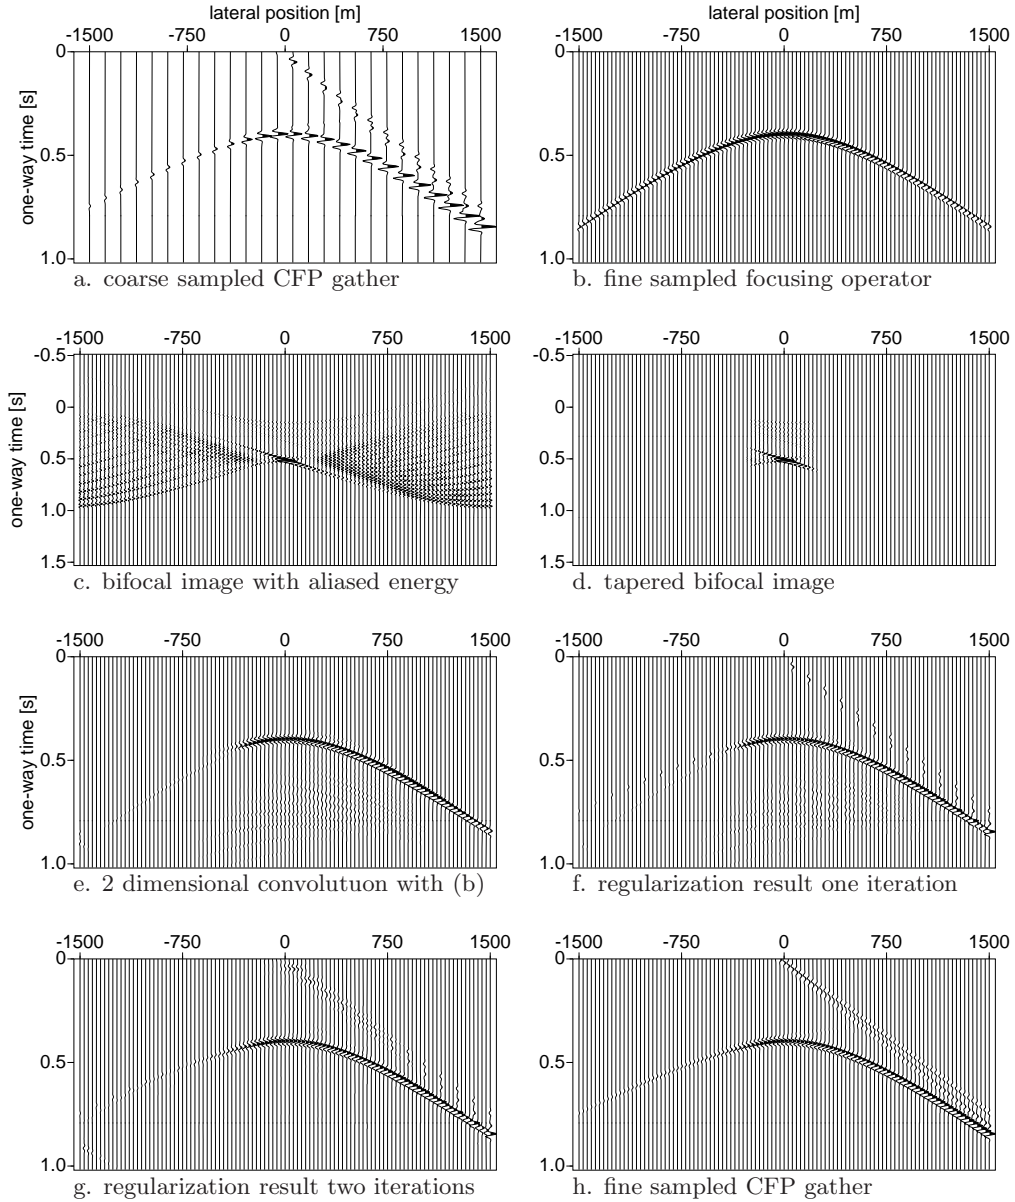 lateral position [m]
-1500 -750 0 750 1500
0
0.5
1.0
one-way time [s]
a. coarse sampled CFP gather
lateral position [m]
-1500 -750 0 750 1500
0
0.5
1.0
b. fine sampled focusing operator
-1500 -750 0 750 1500
-0.5
0
0.5
1.0
1.5
one-way time [s]
c. bifocal image with aliased energy
-1500 -750 0 750 1500
-0.5
0
0.5
1.0
1.5
d. tapered bifocal image
-1500 -750 0 750 1500
0
0.5
1.0
one-way time [s]
e. 2 dimensional convolutuon with (b)
-1500 -750 0 750 1500
0
0.5
1.0
f. regularization result one iteration
-1500 -750 0 750 1500
0
0.5
1.0
g. regularization result two iterations
-1500 -750 0 750 1500
0
0.5
1.0
h. fine sampled CFP gather